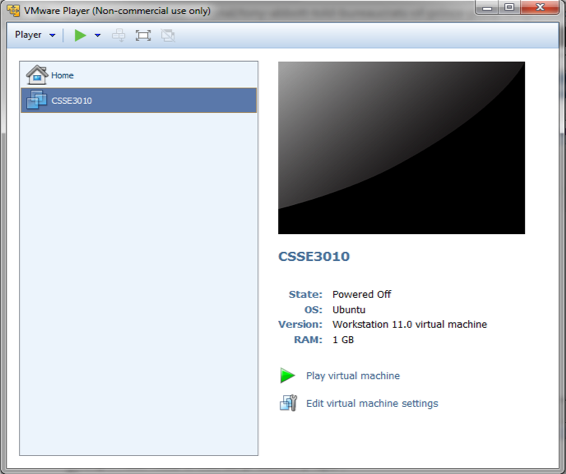 VMware Player (Non-commercial use only)
Player
Home
CSSE3010
CSSE3010
State: Powered Off
OS: Ubuntu
Version: Workstation 11.0 virtual machine
RAM: 1 GB
Play virtual machine
Edit virtual machine settings